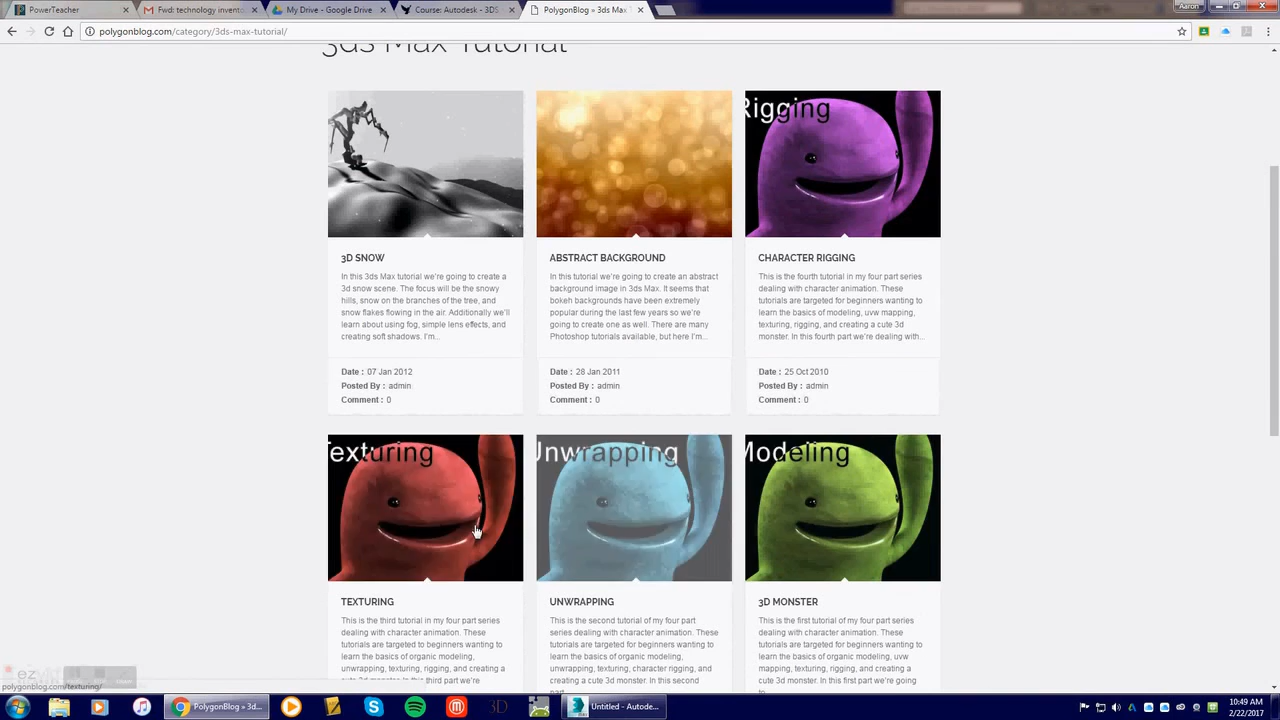 PowerTeacher
Fwd: technology invento
My Drive - Google Drive
Course: Autodesk - 3DS
PolygonBlog » 3ds Max T
Aaron
polygonblog.com/category/3ds-max-tutorial/
3ds Max Tutorial
Rigging
3D SNOW
In this 3ds Max tutorial we're going to create a
3d snow scene. The focus will be the snowy
hills, snow on the branches of the tree, and
snow flakes flowing in the air. Additionally we'll
learn about using fog, simple lens effects, and
creating soft shadows. I'm...
Date : 07 Jan 2012
Posted By : admin
Comment : 0
ABSTRACT BACKGROUND
In this tutorial we're going to create an abstract
background image in 3ds Max. It seems that
bokeh backgrounds have been extremely
popular during the last few years so we're
going to create one as well. There are many
Photoshop tutorials available, but here I'm...
Date : 28 Jan 2011
Posted By : admin
Comment : 0
CHARACTER RIGGING
This is the fourth tutorial in my four part series
dealing with character animation. These
tutorials are targeted for beginners wanting to
learn the basics of modeling, uvw mapping,
texturing, rigging, and creating a cute 3d
monster. In this fourth part we're dealing with...
Date : 25 Oct 2010
Posted By : admin
Comment : 0
Texturing
Unwrapping
Modeling
TEXTURING
This is the third tutorial in my four part series
dealing with character animation. These
tutorials are targeted to beginners wanting to
learn the basics of organic modeling,
unwrapping, texturing, rigging, and creating a
cute 3d monster. In this third part we're
UNWRAPPING
This is the second tutorial of my four part
series dealing with character animation. These
tutorials are targeted for beginners wanting to
learn the basics of organic modeling,
unwrapping, texturing, character rigging, and
creating a cute 3d monster. In this second
part
3D MONSTER
This is the first tutorial of my four part series
dealing with character animation. These
tutorials are targeted for beginners wanting to
learn the basics of organic modeling, uvw
mapping, texturing, rigging, and creating a
cute 3d monster. In this first part we're going
to
polygonblog.com/texturing/
PolygonBlog » 3d...
3D
Untitled - Autode...
10:49 AM
2/22/2017